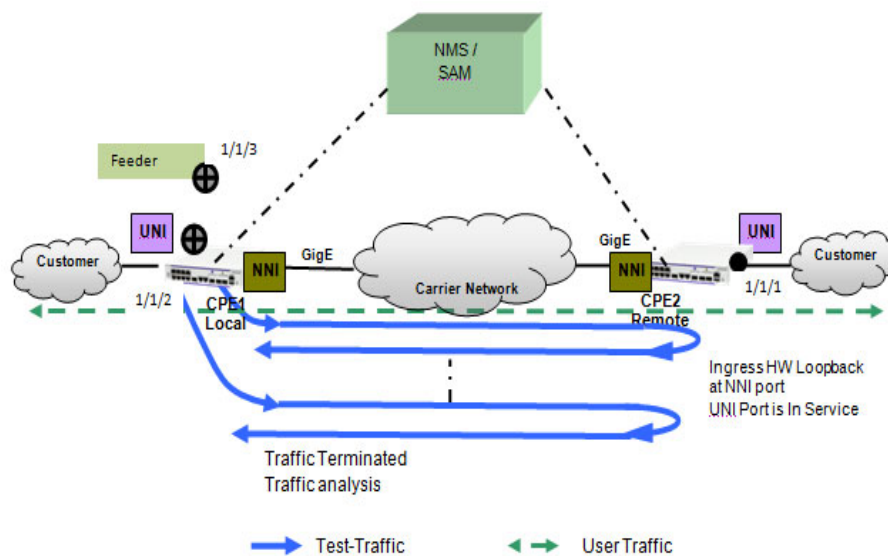 NMS /
SAM
1/1/3
Feeder
UNI
UNI
Customer
NNI
GigE
Carrier Network
GigE
NNI
Customer
1/1/2
CPE1
Local
CPE2
Remote
1/1/1
Ingress HW Loopback
at NNI port
UNI Port is In Service
Traffic Terminated
Traffic analysis
Test-Traffic
User Traffic